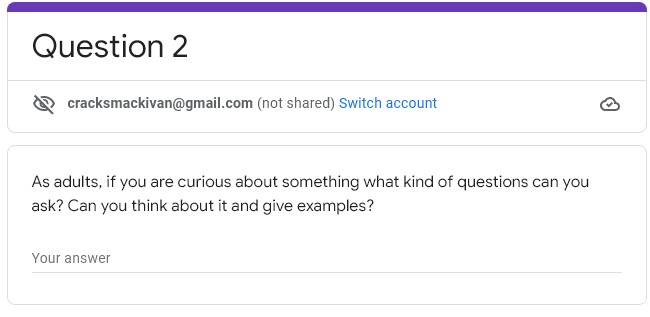 Question 2
cracksmackivan@gmail.com (not shared) Switch account
As adults, if you are curious about something what kind of questions can you
ask? Can you think about it and give examples?
Your answer